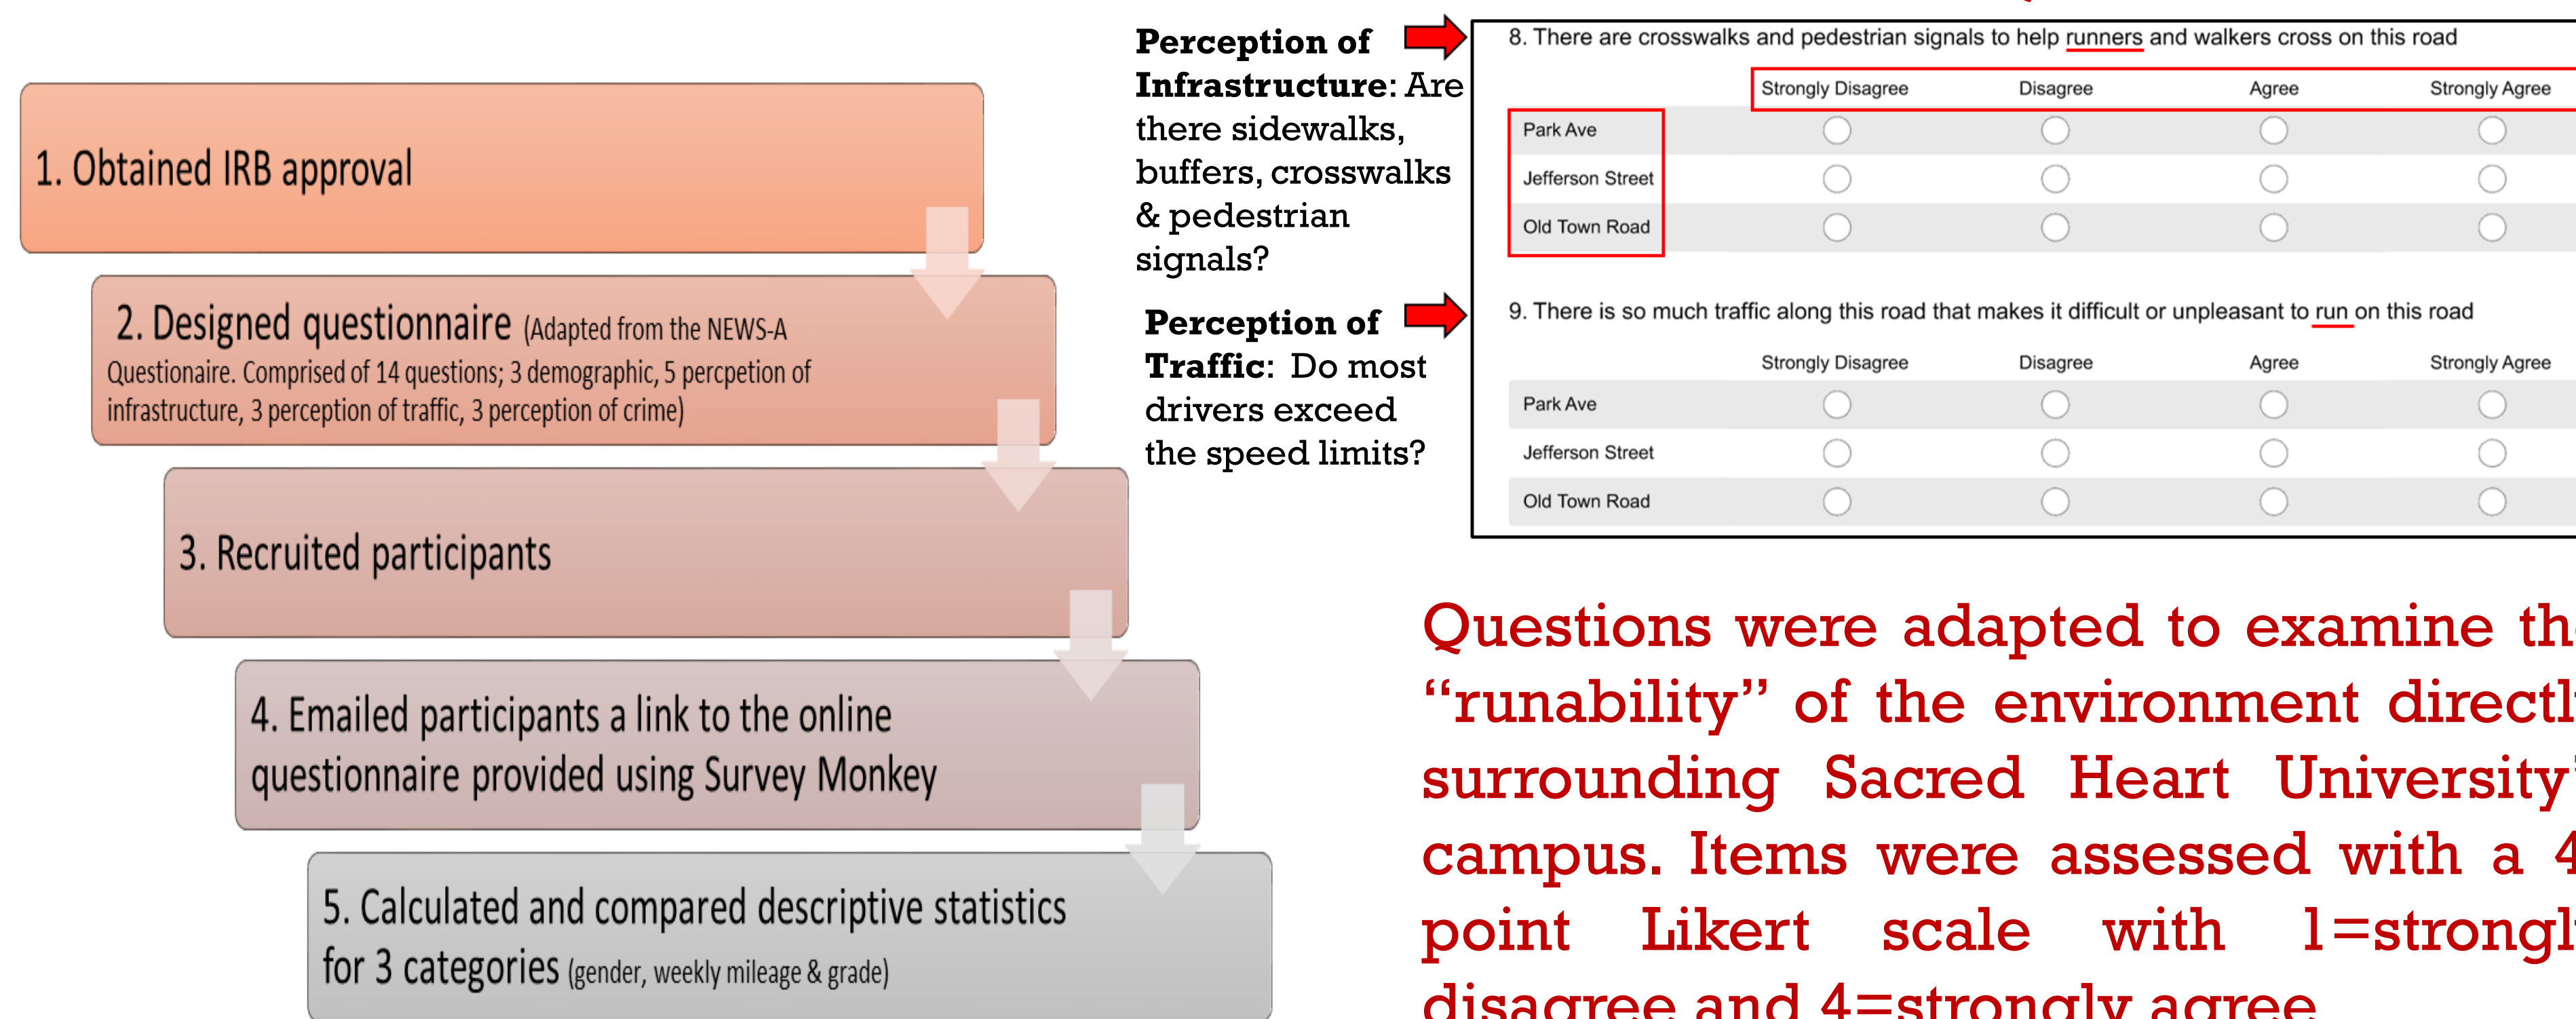 1. Obtained IRB approval
2. Designed questionnaire (Adapted from the NEWS-A
Questionaire. Comprised of 14 questions; 3 demographic, 5 percpetion of
infrastructure, 3 perception of traffic, 3 perception of crime)
3. Recruited participants
4. Emailed participants a link to the online
questionnaire provided using Survey Monkey
5. Calculated and compared descriptive statistics
for 3 categories (gender, weekly mileage & grade)
Perception of
Infrastructure: Are
there sidewalks,
buffers, crosswalks
& pedestrian
signals?
Perception of
Traffic: Do most
drivers exceed
the speed limits?
8. There are crosswalks and pedestrian signals to help runners and walkers cross on this road
Strongly Disagree Disagree Agree Strongly Agree
Park Ave
Jefferson Street
Old Town Road
9. There is so much traffic along this road that makes it difficult or unpleasant to run on this road
Strongly Disagree Disagree Agree Strongly Agree
Park Ave
Jefferson Street
Old Town Road
Questions were adapted to examine
"runability" of the environment
surrounding Sacred Heart University'
campus. Items were assessed with a 4
point Likert scale with
disagree and 4=strongly agree